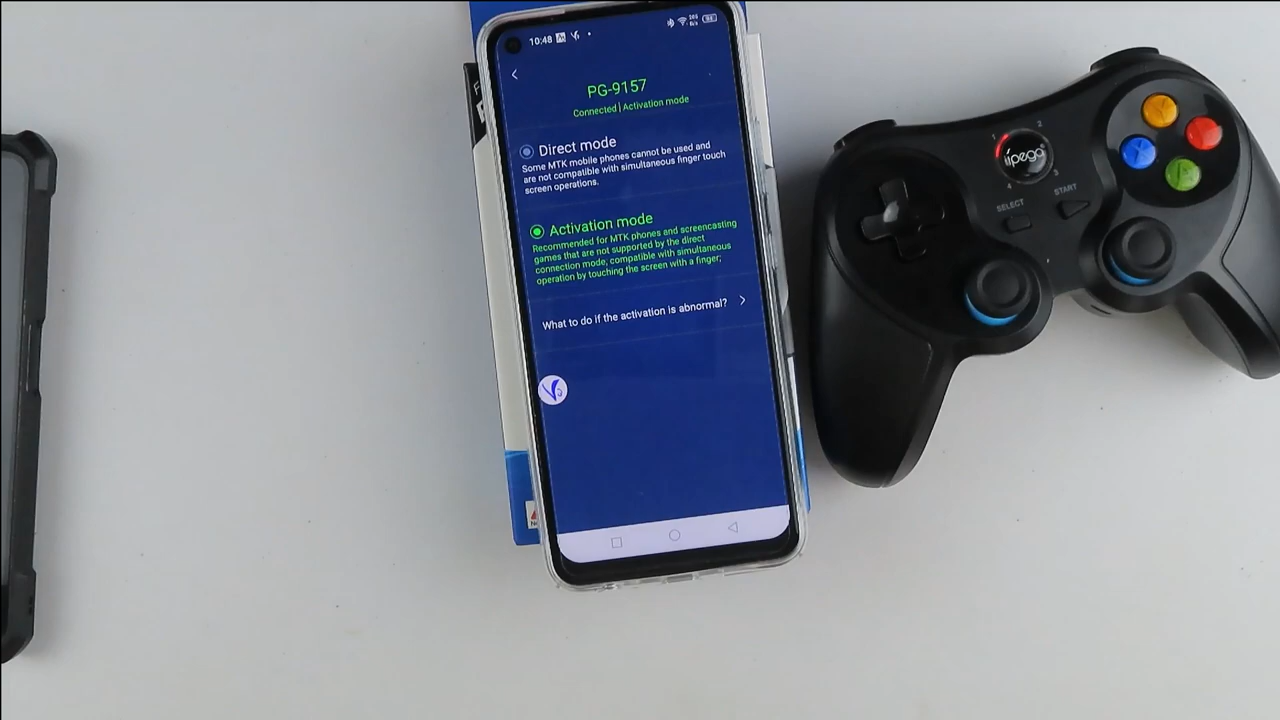 10:48
PG-9157
Connected | Activation mode
Direct mode
Some MTK mobile phones cannot be used and
are not compatible with simultaneous finger touch
screen operations.
Activation mode
Recommended for MTK phones and screencasting
games that are not supported by the direct
connection mode, compatible with simultaneous
operation by touching the screen with a finger;
What to do if the activation is abnormal?
1 2
ipega
4 3
SELECT START